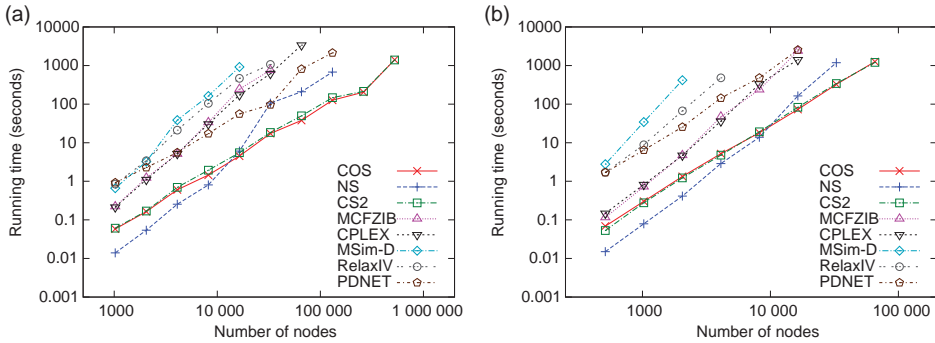 (a)
Running time (seconds)
10000
1000
100
10
1
0.1
0.01
0.001
COS
NS
CS2
MCFZIB
CPLEX
MSim-D
RelaxIV
PDNET
1000
10 000
100 000
1 000 000
Number of nodes
(b)
Running time (seconds)
10000
1000
100
10
1
0.1
0.01
0.001
COS
NS
CS2
MCFZIB
CPLEX
MSim-D
RelaxIV
PDNET
1000
10 000
100 000
Number of nodes